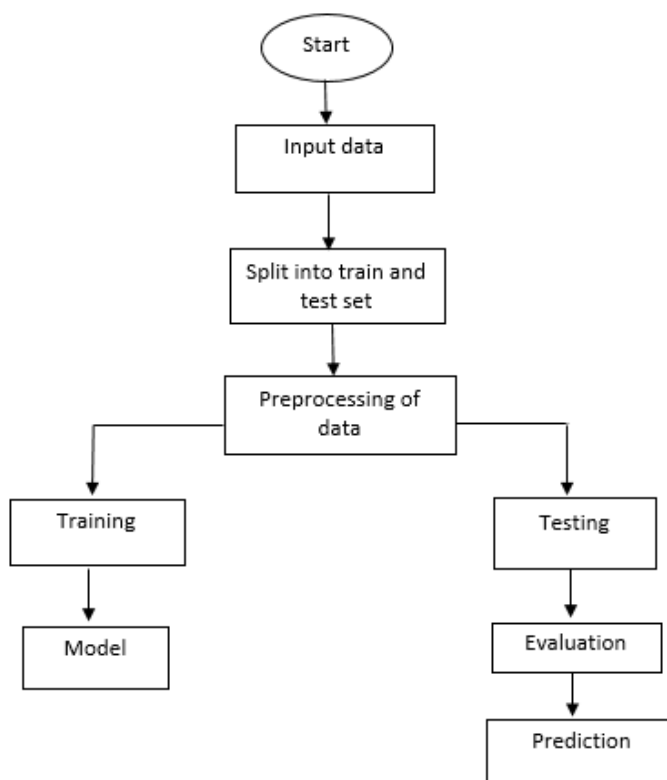 Start
Input data
Split into train and
test set
Preprocessing of
data
Training
Testing
Model
Evaluation
Prediction